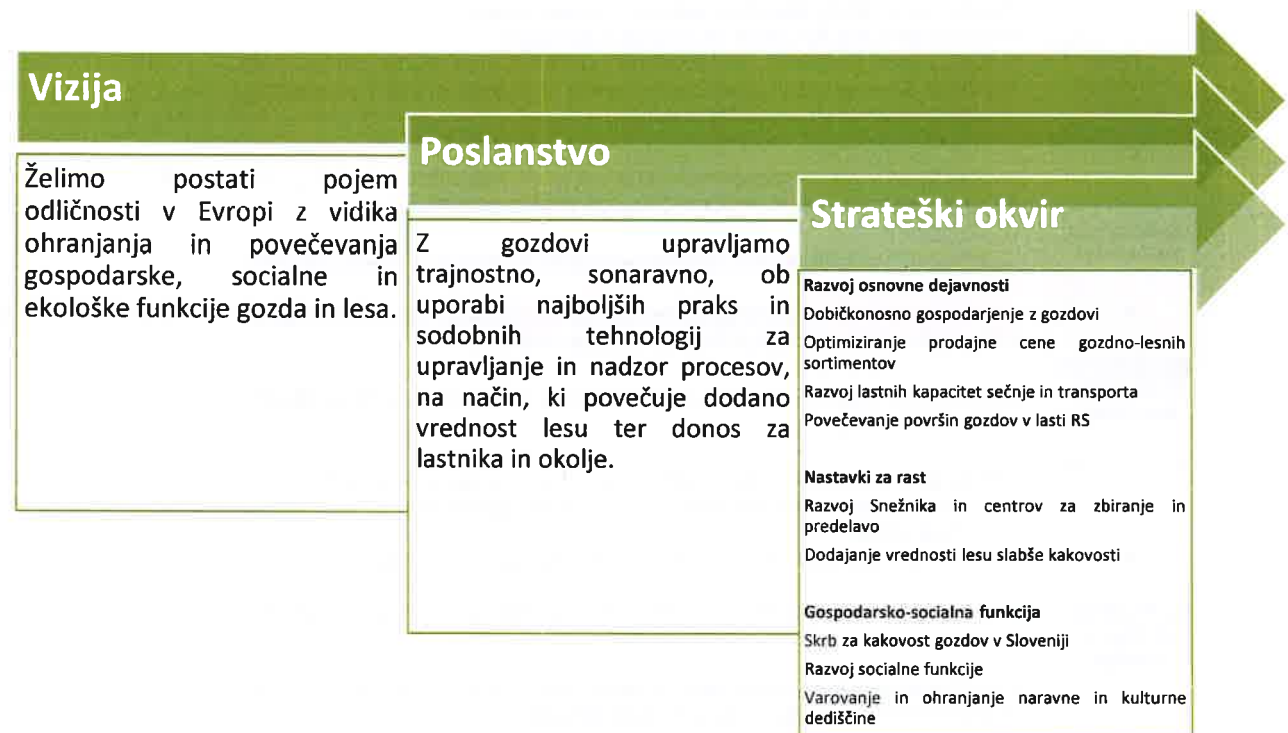 Vizija
Želimo postati pojem
odličnosti v Evropi z vidika
ohranjanja in povečevanja
gospodarske, socialne in
ekološke funkcije gozda in lesa.
Poslanstvo
Z gozdovi upravljamo
trajnostno, sonaravno, ob
uporabi najboljših praks in
sodobnih tehnologij za
upravljanje in nadzor procesov,
na način, ki povečuje dodano
vrednost lesu ter donos za
lastnika in okolje.
Strateški okvir
Razvoj osnovne dejavnosti
Dobičkonosno gospodarjenje z gozdovi
Optimiziranje prodajne cene gozdno-lesnih
sortimentov
Razvoj lastnih kapacitet sečnje in transporta
Povečevanje površin gozdov v lasti RS
Nastavki za rast
Razvoj Snežnika in centrov za zbiranje in
predelavo
Dodajanje vrednosti lesu slabše kakovosti
Gospodarsko-socialna funkcija
Skrb za kakovost gozdov v Sloveniji
Razvoj socialne funkcije
Varovanje in ohranjanje naravne in kulturne
dediščine